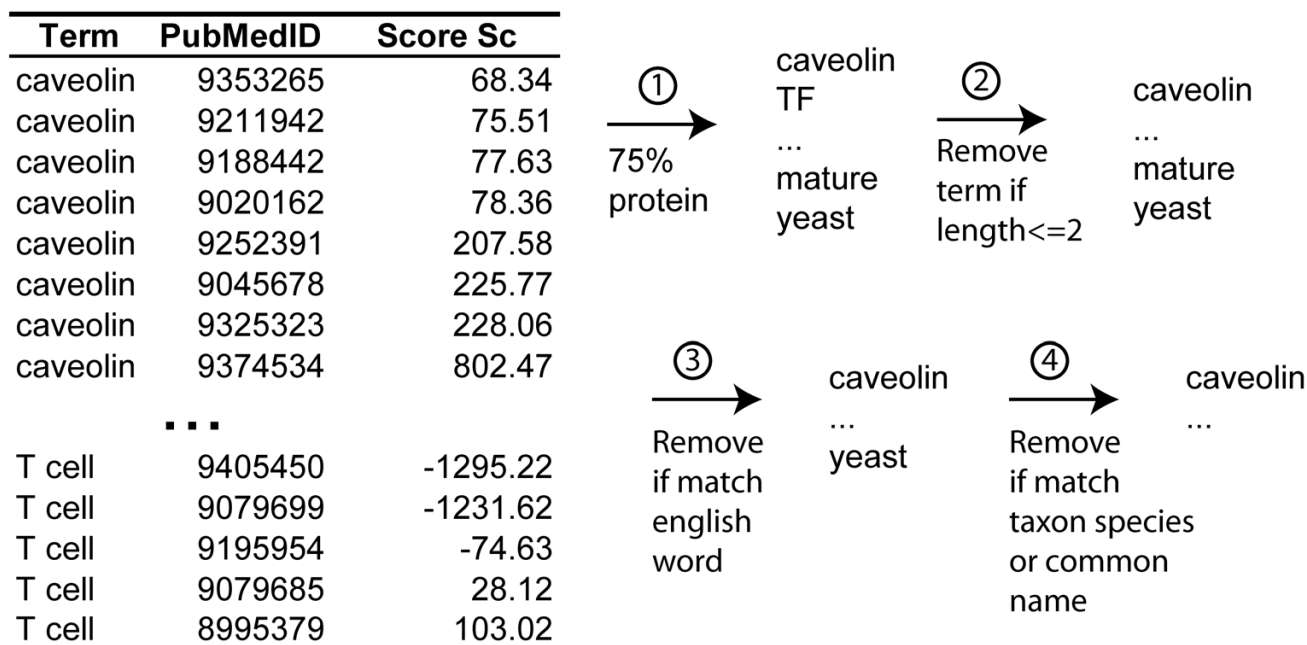 Term PubMedID Score Sc
caveolin 9353265 68.34
caveolin 9211942 75.51
caveolin 9188442 77.63
caveolin 9020162 78.36
caveolin 9252391 207.58
caveolin 9045678 225.77
caveolin 9325323 228.06
caveolin 9374534 802.47
...
T cell 9405450 -1295.22
T cell 9079699 -1231.62
T cell 9195954 -74.63
T cell 9079685 28.12
T cell 8995379 103.02
1
75%
protein
caveolin
TF
...
mature
yeast
2
Remove
term if
length<=2
caveolin
...
mature
yeast
3
Remove
if match
english
word
caveolin
...
yeast
4
Remove
if match
taxon species
or common
name
caveolin
...